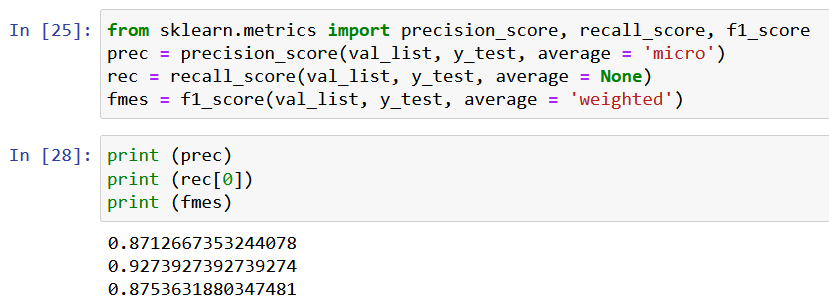 In [25]: from sklearn.metrics import precision_score, recall_score, f1_score
prec = precision_score(val_list, y_test, average = 'micro')
rec = recall_score(val_list, y_test, average = None)
fmes = f1_score(val_list, y_test, average = 'weighted')
In [28]: print (prec)
print (rec[0])
print (fmes)
0.8712667353244078
0.9273927392739274
0.8753631880347481